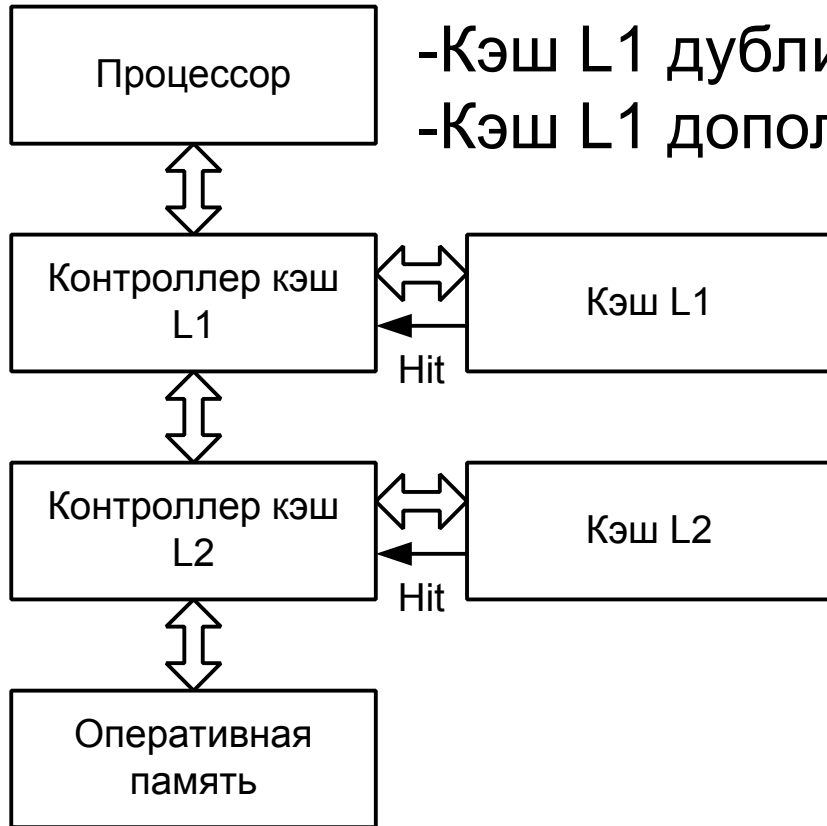 Процессор
-Кэш L1
-Кэш L1
Контроллер кэш
L1
Кэш L1
Hit
Контроллер кэш
L2
Кэш L2
Hit
Оперативная
память